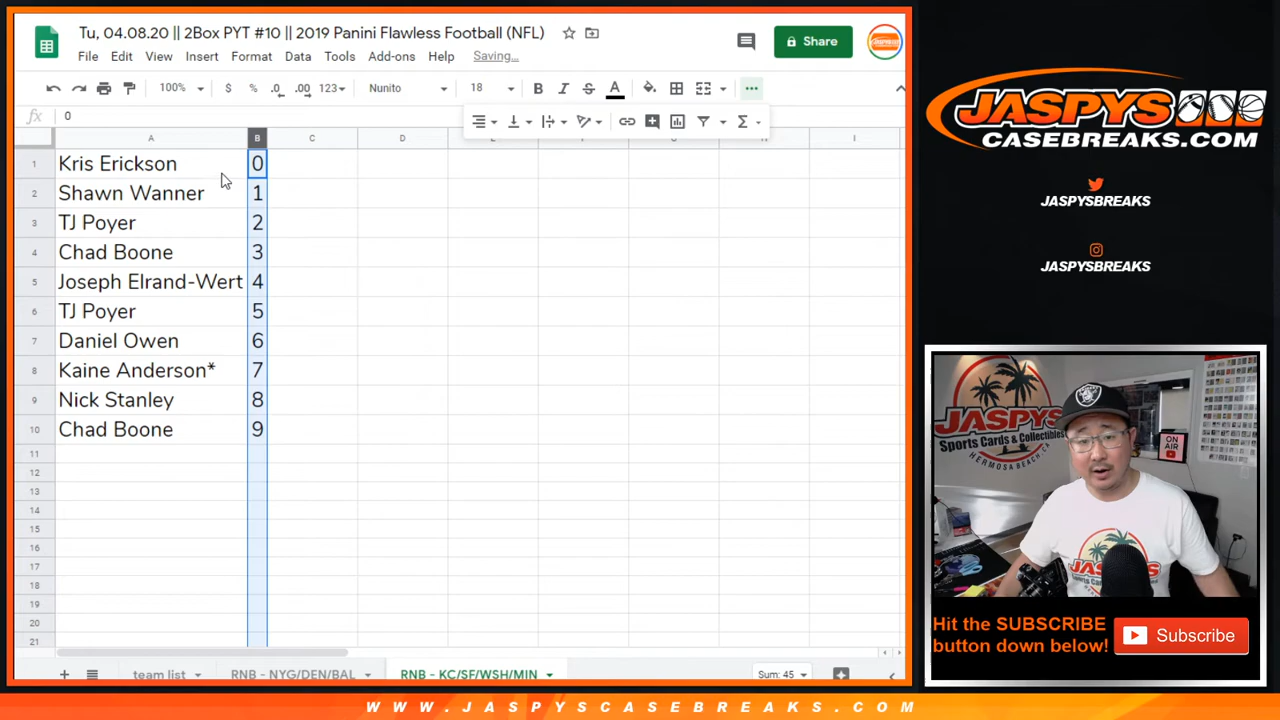 Tu, 04.08.20 || 2Box PYT #10 || 2019 Panini Flawless Football (NFL)
File Edit View Insert Format Data Tools Add-ons Help Saving...
Share
100% $ % .0 .00 123 Nunito 18 B I S A
fx 0
A B C D I
1 Kris Erickson 0
2 Shawn Wanner 1
3 TJ Poyer 2
4 Chad Boone 3
5 Joseph Elrand-Wert 4
6 TJ Poyer 5
7 Daniel Owen 6
8 Kaine Anderson* 7
9 Nick Stanley 8
10 Chad Boone 9
11
12
13
14
15
16
17
18
19
20
21
team list RNB - NYG/DEN/BAL RNB - KC/SF/WSH/MIN Sum: 45
JASPYS
CASEBREAKS.COM
JASPYSBREAKS
JASPYSBREAKS
JASPYS
Sports Cards & Collectibles
HERMOSA BEACH, CA
ON AIR
JASPYS
Hit the SUBSCRIBE
button down below!
Subscribe
WWW.JASPYSCASEBREAKS.COM